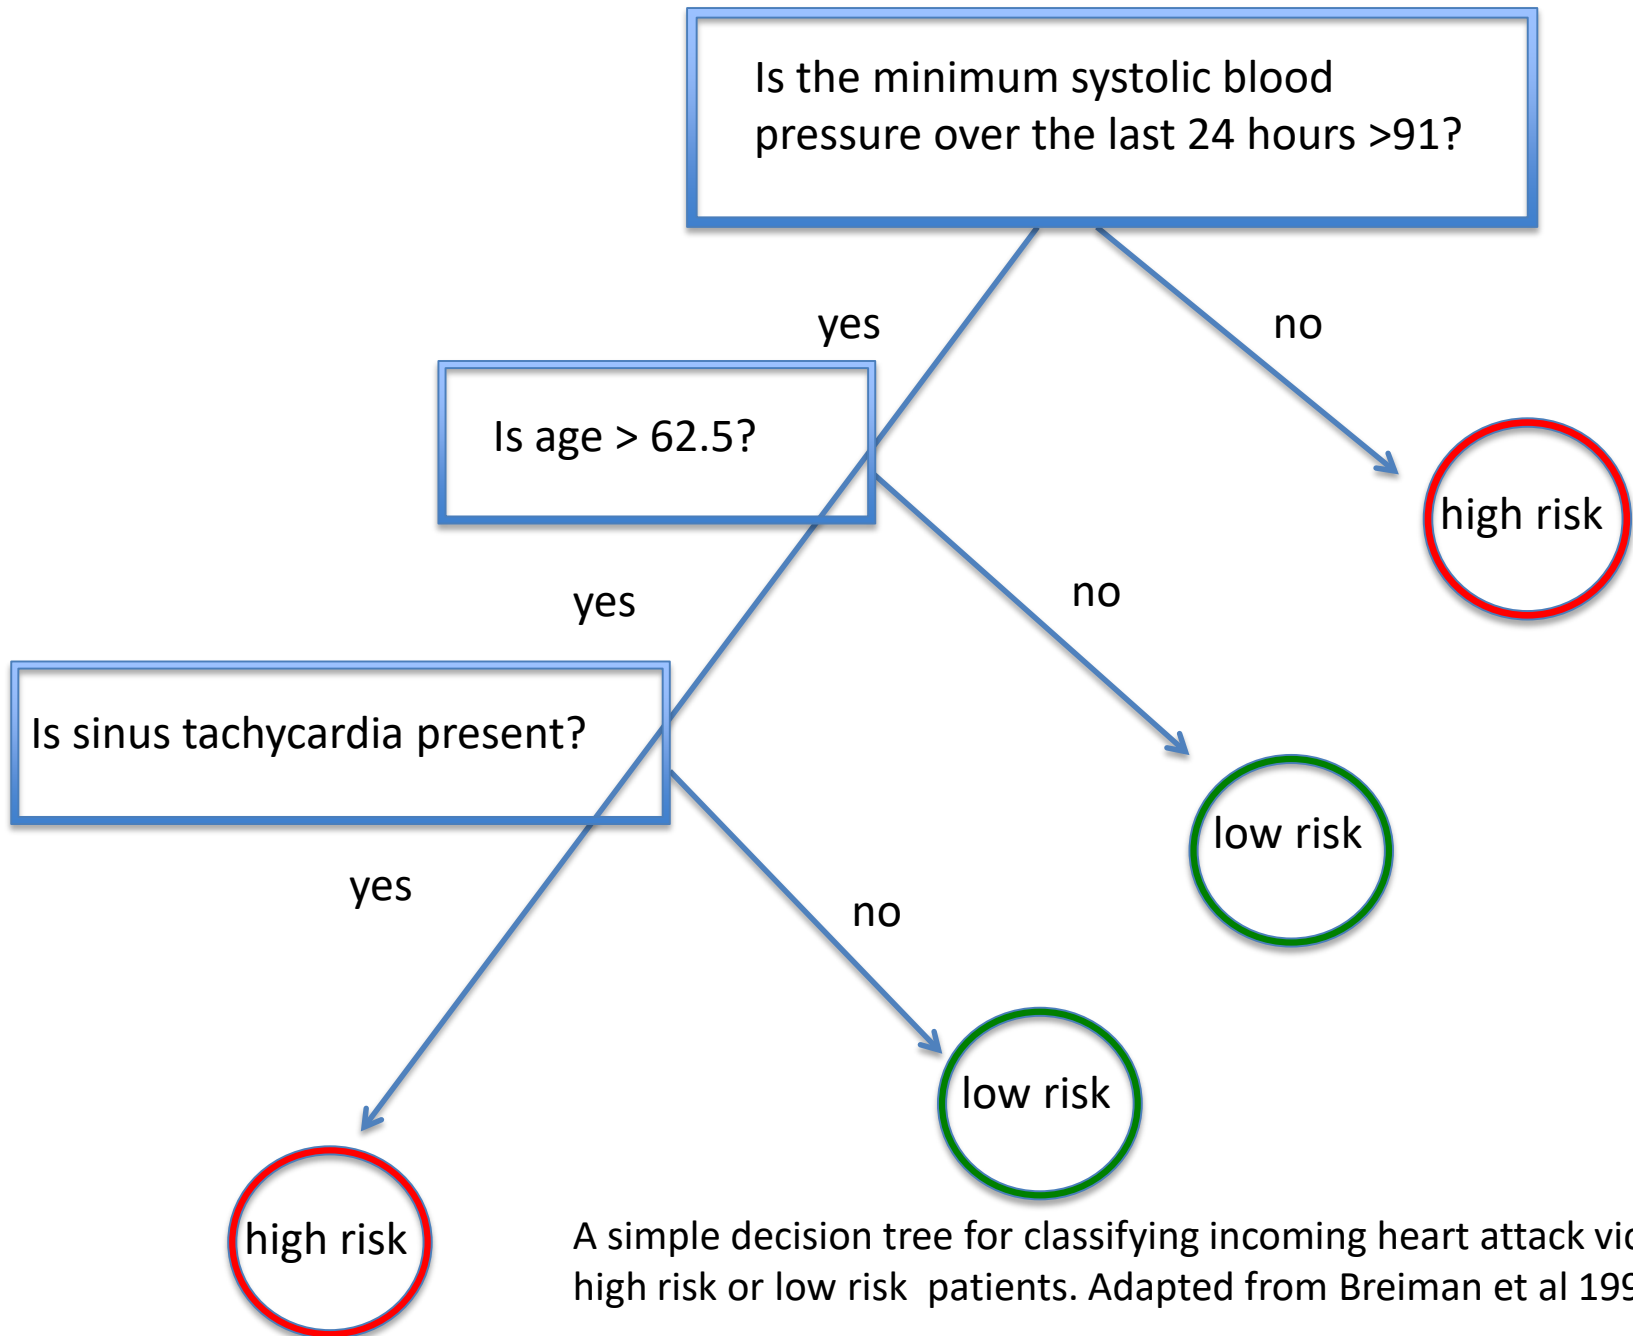 Is the minimum systolic blood
pressure over the last 24 hours >91?
yes
no
Is age > 62.5?
high risk
yes
no
Is sinus tachycardia present?
low risk
yes
no
low risk
high risk
A simple decision tree for classifying incoming heart attack
high risk or low risk patients. Adapted from Breiman et al